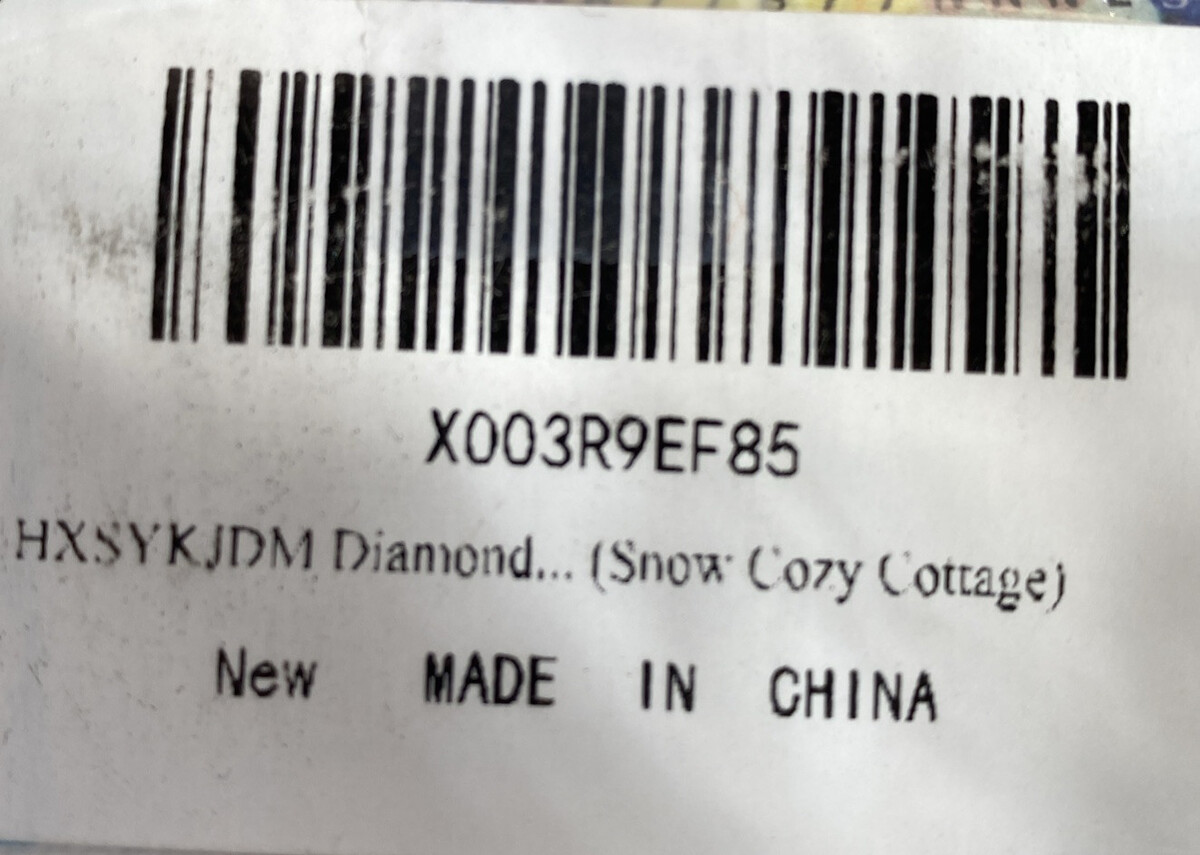 X003R9EF85
HXSYKJDM Diamond... (Snow Cozy Cottage)
New MADE IN CHINA